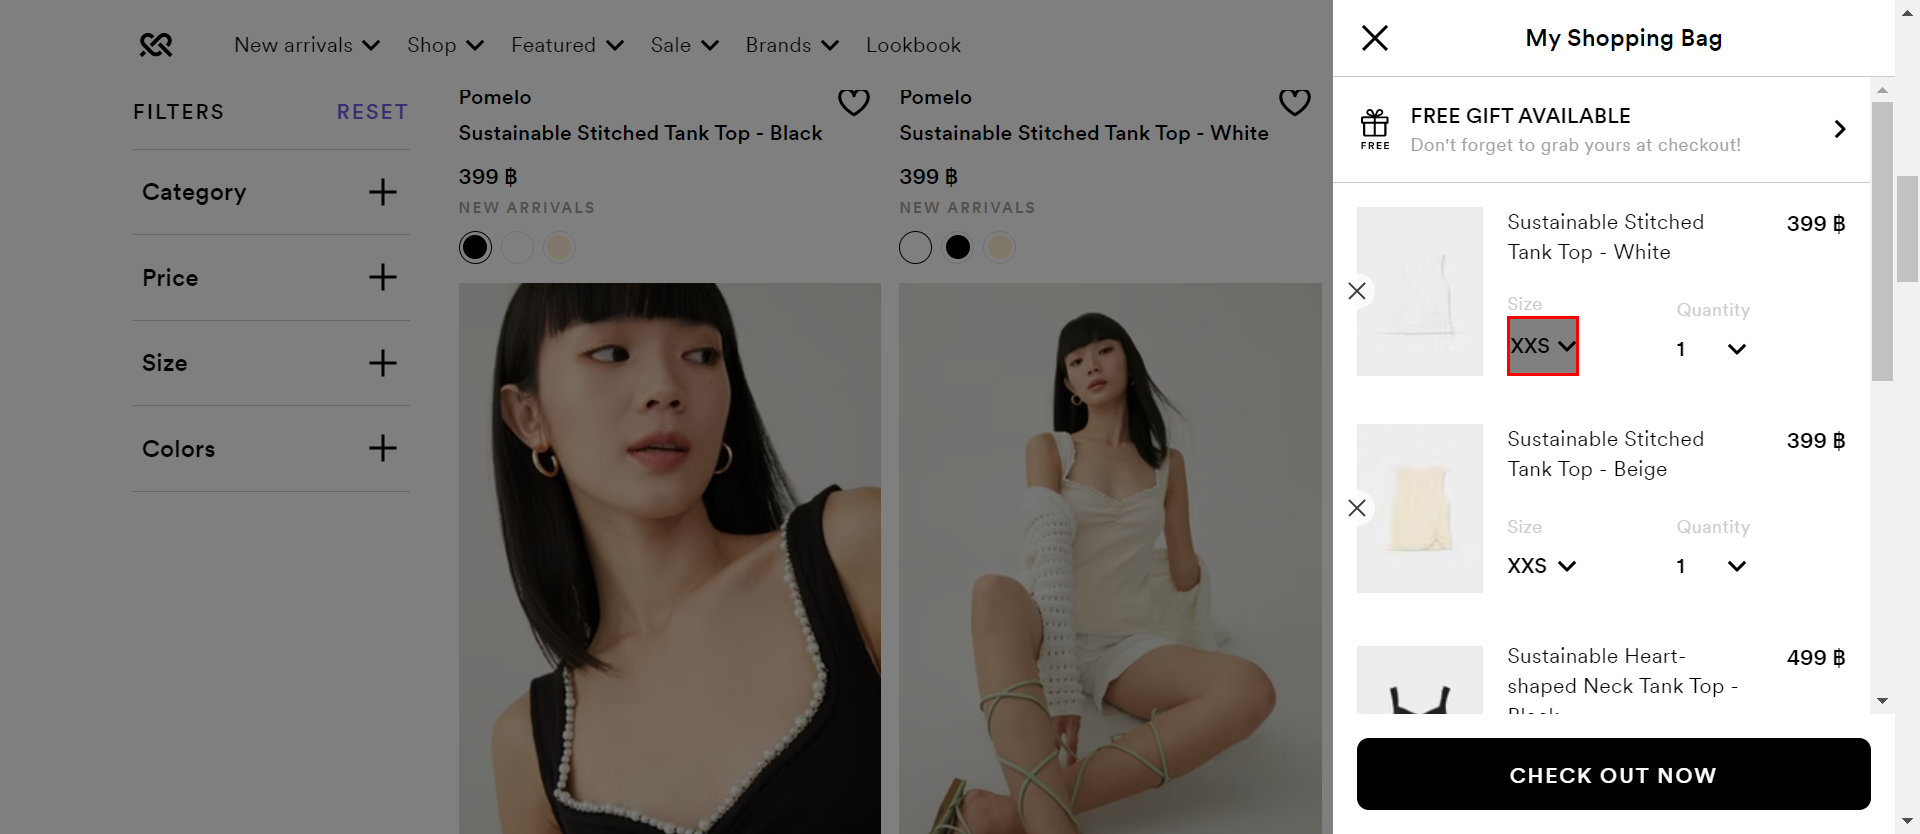 New arrivals
Shop
Featured
Sale
Brands
Lookbook
FILTERS
RESET
Category
Price
Size
Colors
Pomelo
Sustainable Stitched Tank Top - Black
399 ฿
NEW ARRIVALS
Pomelo
Sustainable Stitched Tank Top - White
399 ฿
NEW ARRIVALS
My Shopping Bag
FREE
FREE GIFT AVAILABLE
Don't forget to grab yours at checkout!
Sustainable Stitched
Tank Top - White
399 ฿
Size
Quantity
XXS
1
Sustainable Stitched
Tank Top - Beige
399 ฿
Size
Quantity
XXS
1
Sustainable Heart-
shaped Neck Tank Top -
Black
499 ฿
CHECK OUT NOW